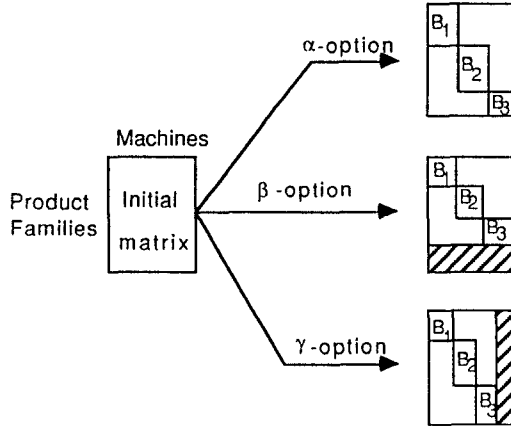 α-option
B1
B2
B3
Machines
Product
Families
Initial
matrix
β-option
B1
B2
B3
γ-option
B1
B2
B3